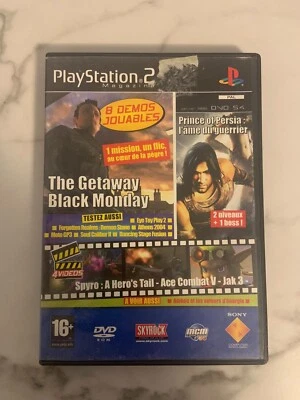 PlayStation 2
Magazine
PAL
8 DEMOS
JOUABLES
1 mission, un flic,
au cœur de la pègre !
Prince of Persia :
l'âme du guerrier
The Getaway
Black Monday
2 niveaux
+ 1 boss !
TESTEZ AUSSI
Eye Toy Play 2
Forgotten Realms: Demon Stone
Athens 2004
Moto GP3
Soul Calibur II
Dancing Stage Fusion
4 VIDEOS
Spyro : A Hero's Tail - Ace Combat V - Jak 3 -
A VOIR AUSSI
16+
DVD
ROM
SKYROCK
mcm
SONY